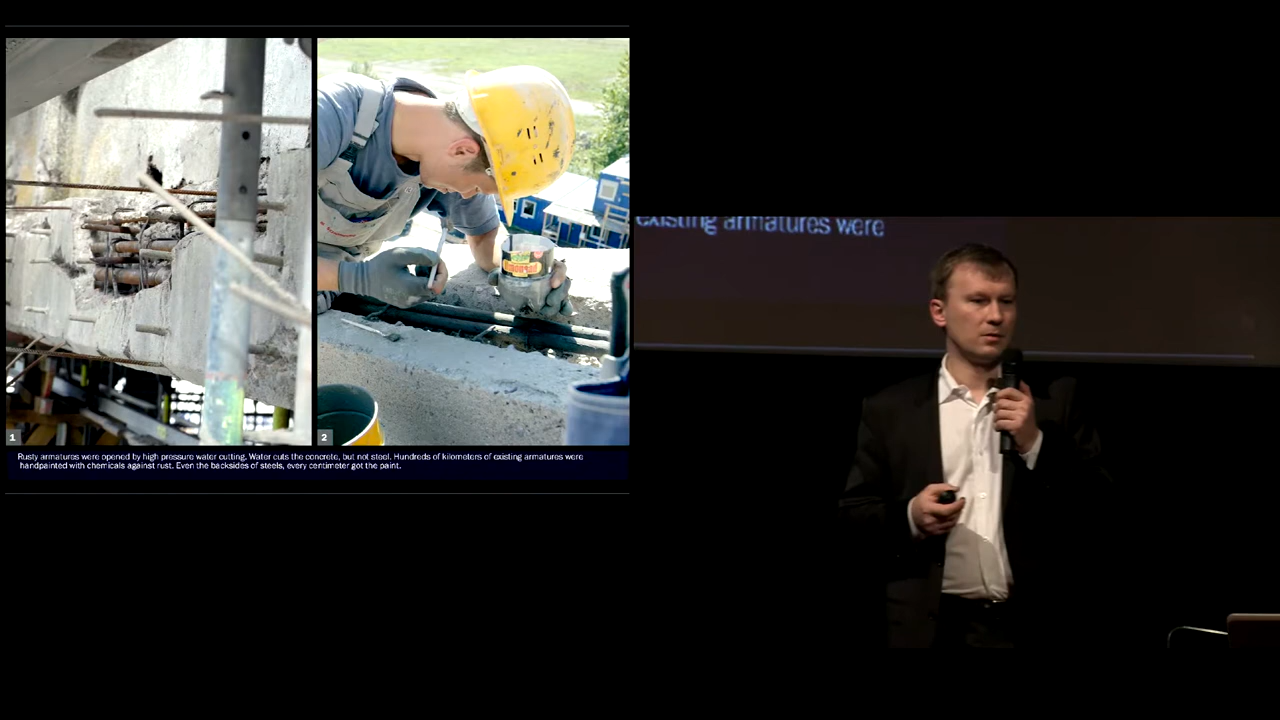 existing armatures were
1
2
Rusty armatures were opened by high pressure water cutting. Water cuts the concrete, but not steel. Hundreds of kilometers of existing armatures were
handpainted with chemicals against rust. Even the backsides of steels, every centimeter got the paint.